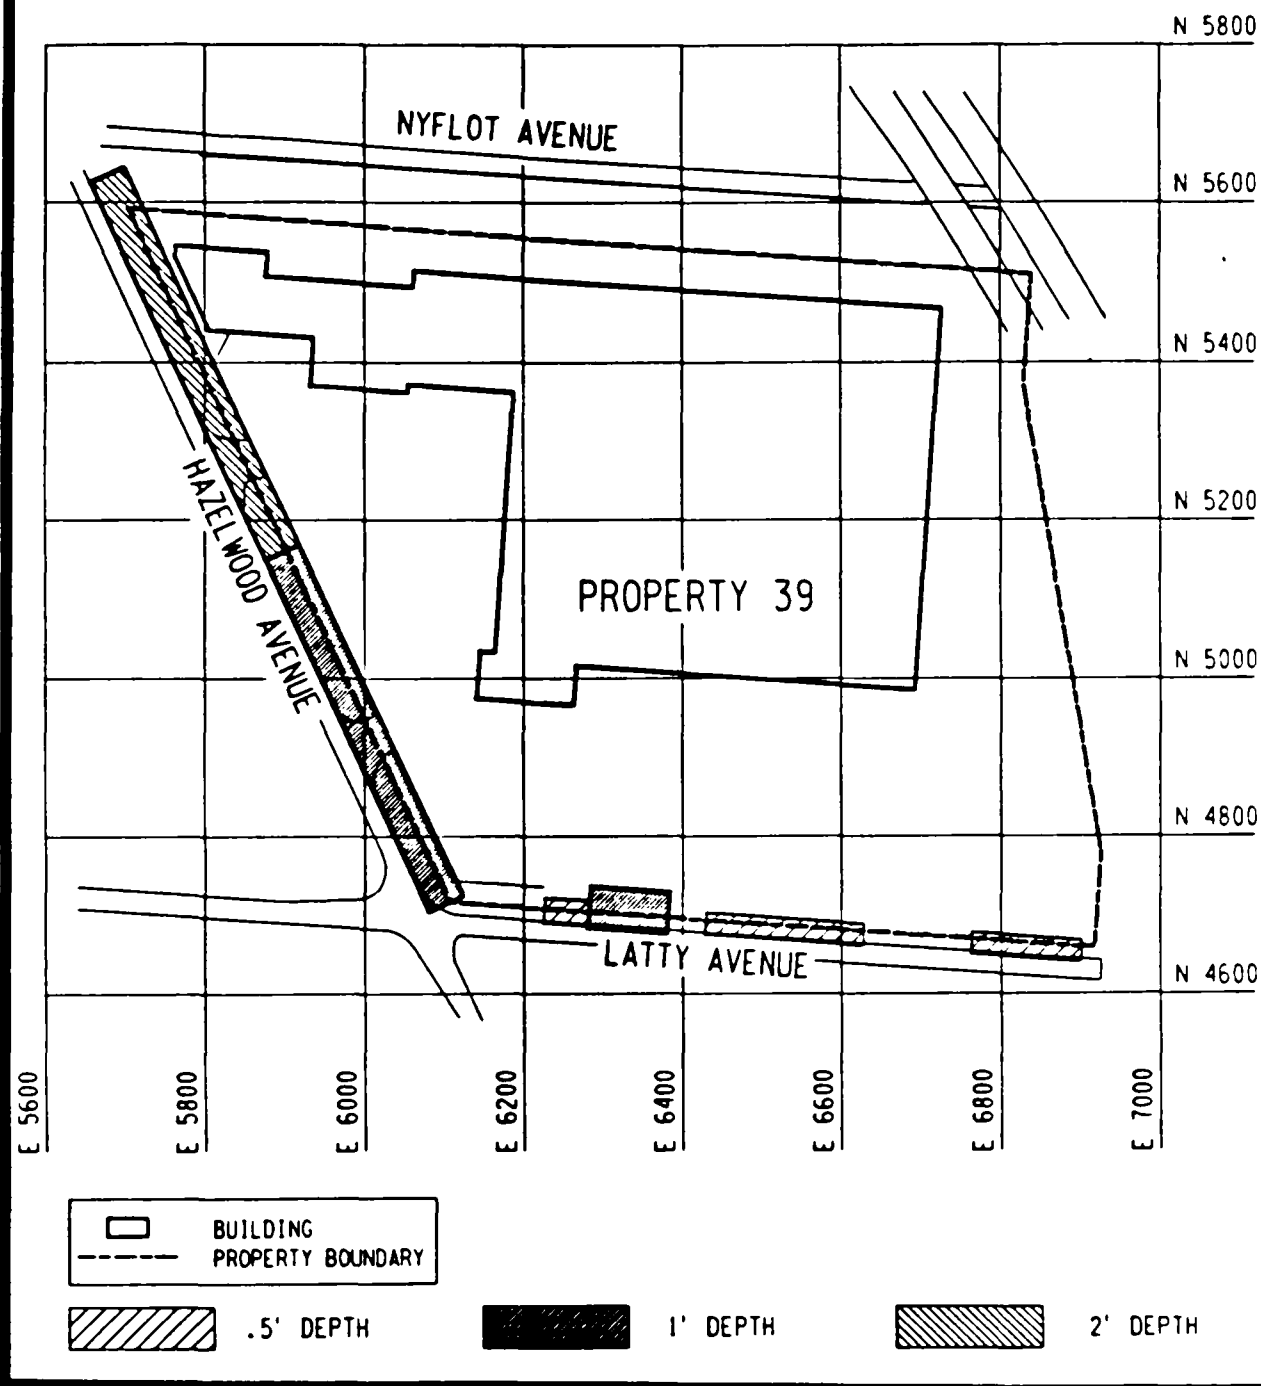 N 5800
NYFLOT AVENUE
N 5600
N 5400
N 5200
HAZELWOOD AVENUE
PROPERTY 39
N 5000
N 4800
LATTY AVENUE
N 4600
E 5600
E 5800
E 6000
E 6200
E 6400
E 6600
E 6800
E 7000
BUILDING
PROPERTY BOUNDARY
.5' DEPTH
1' DEPTH
2' DEPTH